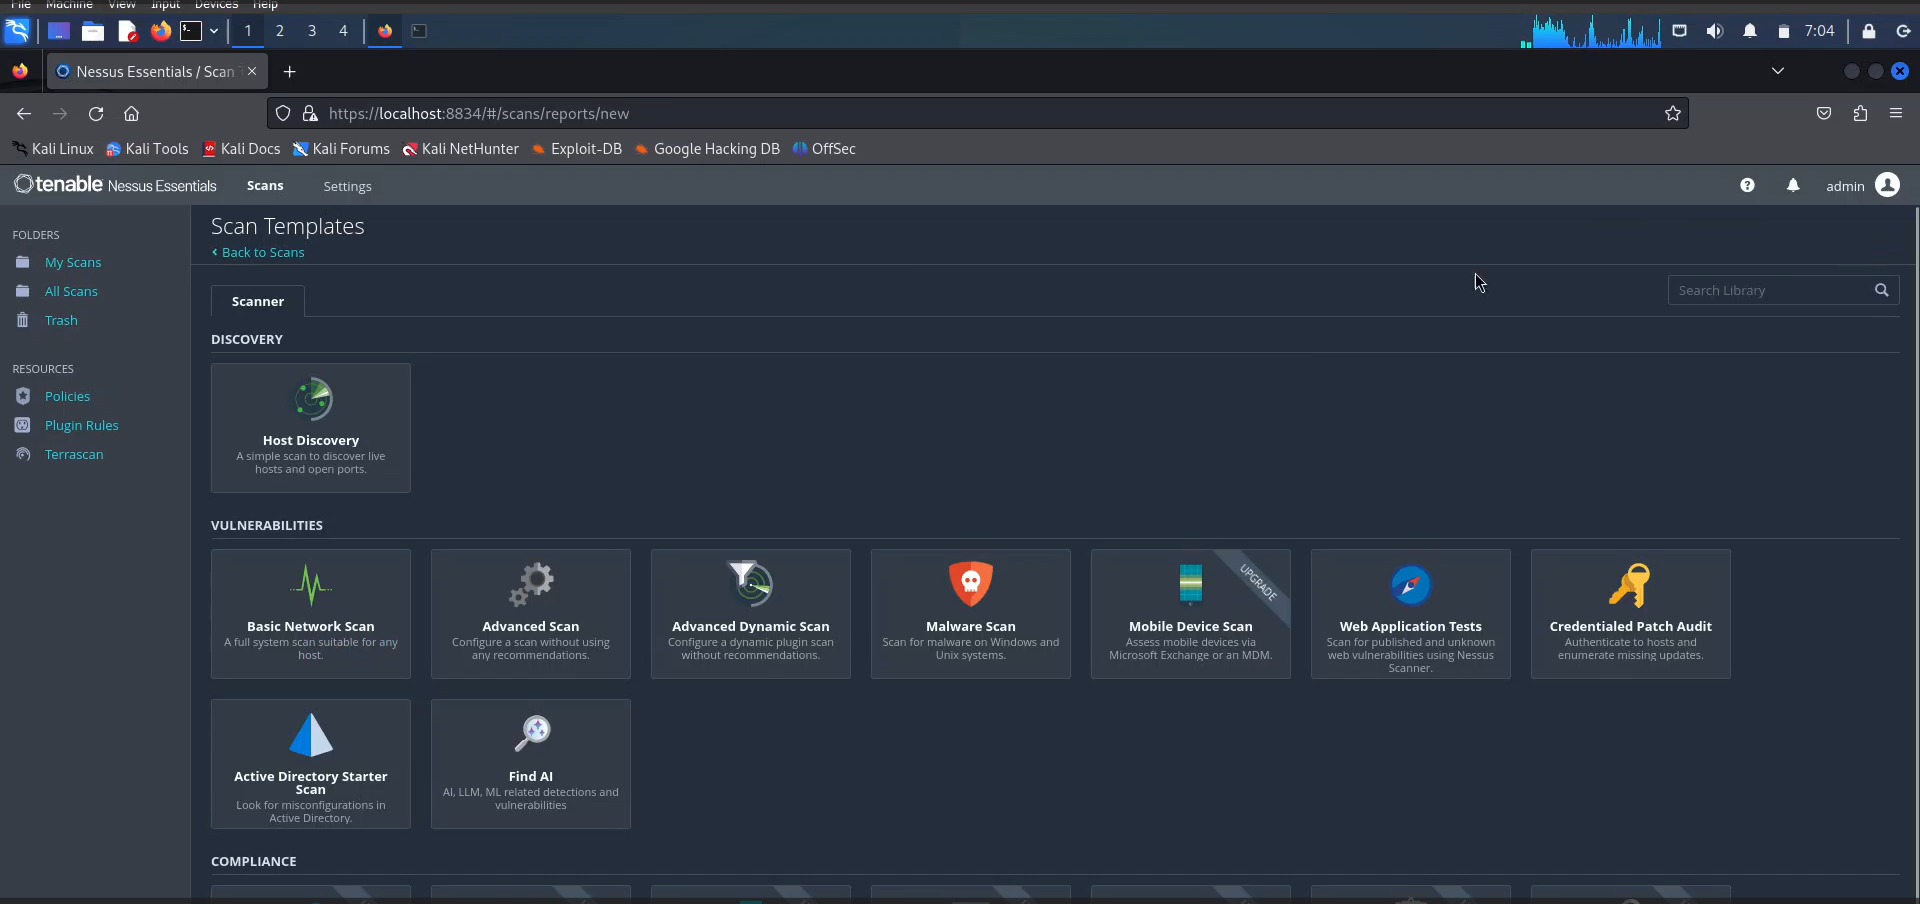 File Machine View Input Devices Help
1 2 3 4 7:04
Nessus Essentials / Scan
https://localhost:8834/#/scans/reports/new
Kali Linux Kali Tools Kali Docs Kali Forums Kali NetHunter Exploit-DB Google Hacking DB OffSec
tenable Nessus Essentials Scans Settings admin
FOLDERS
My Scans
All Scans
Trash
RESOURCES
Policies
Plugin Rules
Terrascan
Scan Templates
Back to Scans
Scanner
Search Library
DISCOVERY
Host Discovery
A simple scan to discover live
hosts and open ports.
VULNERABILITIES
Basic Network Scan
A full system scan suitable for any
host.
Advanced Scan
Configure a scan without using
any recommendations.
Advanced Dynamic Scan
Configure a dynamic plugin scan
without recommendations.
Malware Scan
Scan for malware on Windows and
Unix systems.
UPGRADE
Mobile Device Scan
Assess mobile devices via
Microsoft Exchange or an MDM.
Web Application Tests
Scan for published and unknown
web vulnerabilities using Nessus
Scanner.
Credentialed Patch Audit
Authenticate to hosts and
enumerate missing updates.
Active Directory Starter
Scan
Look for misconfigurations in
Active Directory.
Find AI
AI, LLM, ML related detections and
vulnerabilities
COMPLIANCE